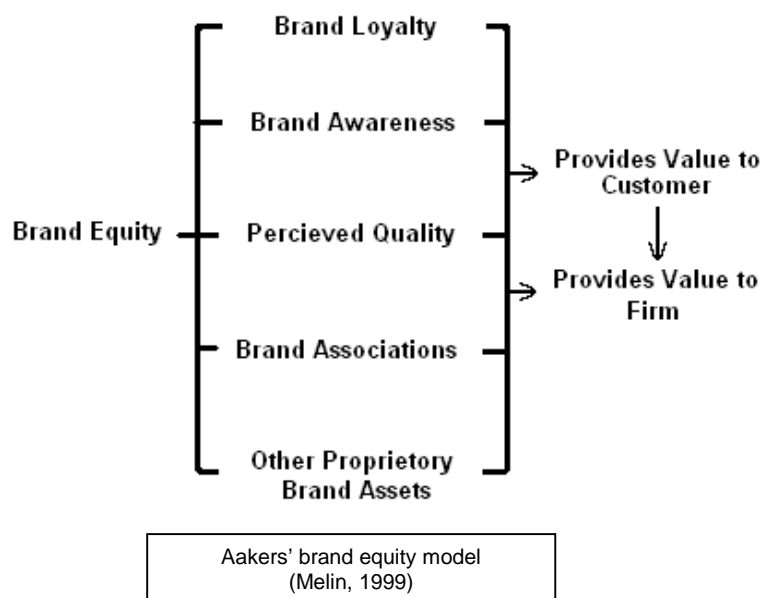 Brand Loyalty
Brand Awareness
Provides Value to
Customer
Brand Equity
Percieved Quality
Provides Value to
Firm
Brand Associations
Other Proprietory
Brand Assets
Aakers’ brand equity model
(Melin, 1999)